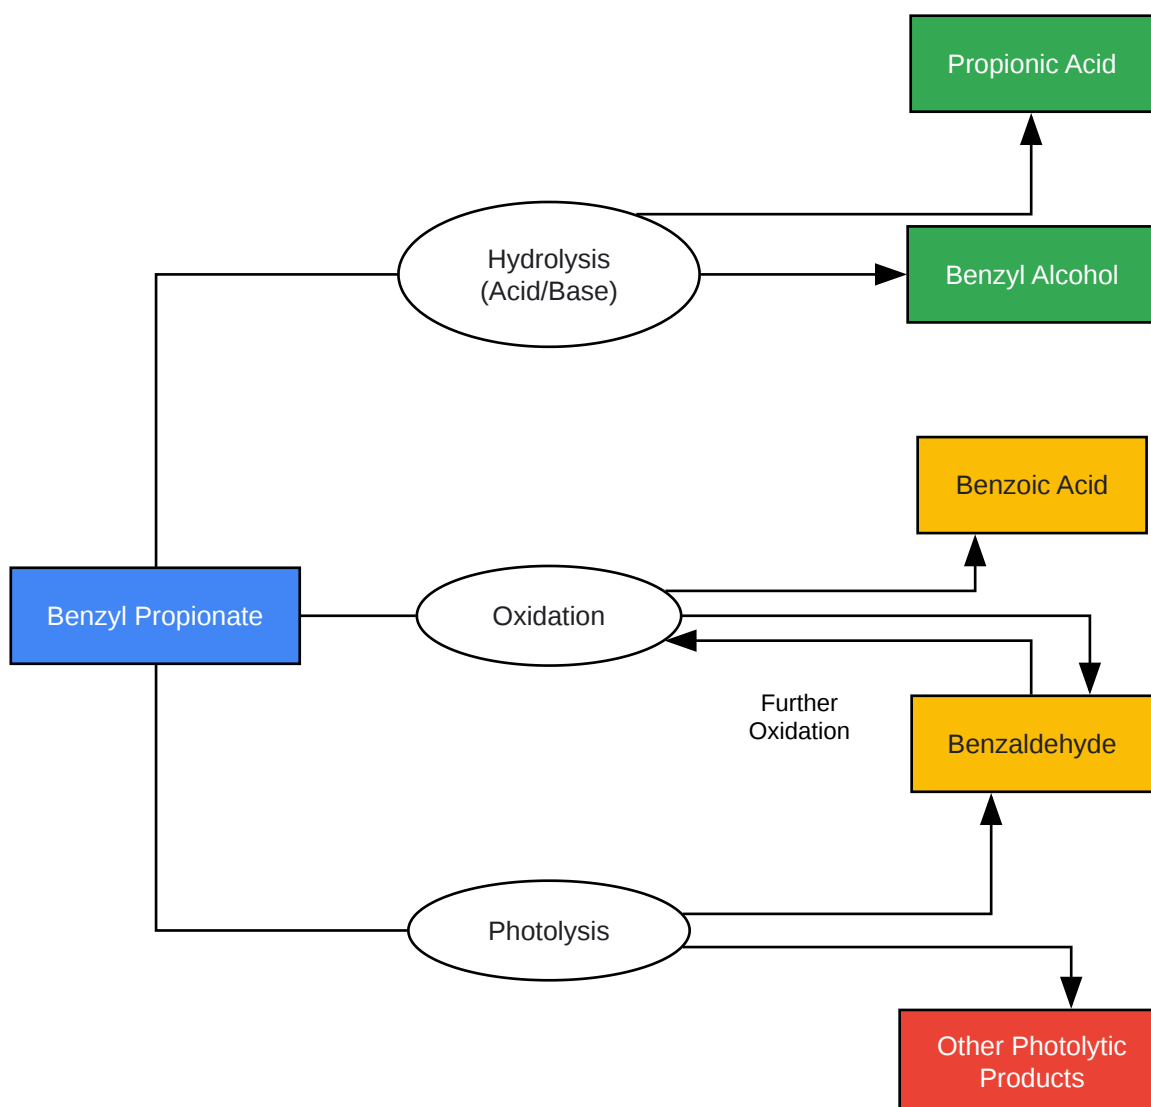 Propionic Acid
Hydrolysis
(Acid/Base)
Benzyl Alcohol
Benzoic Acid
Benzyl Propionate
Oxidation
Further
Oxidation
Benzaldehyde
Photolysis
Other Photolytic
Products